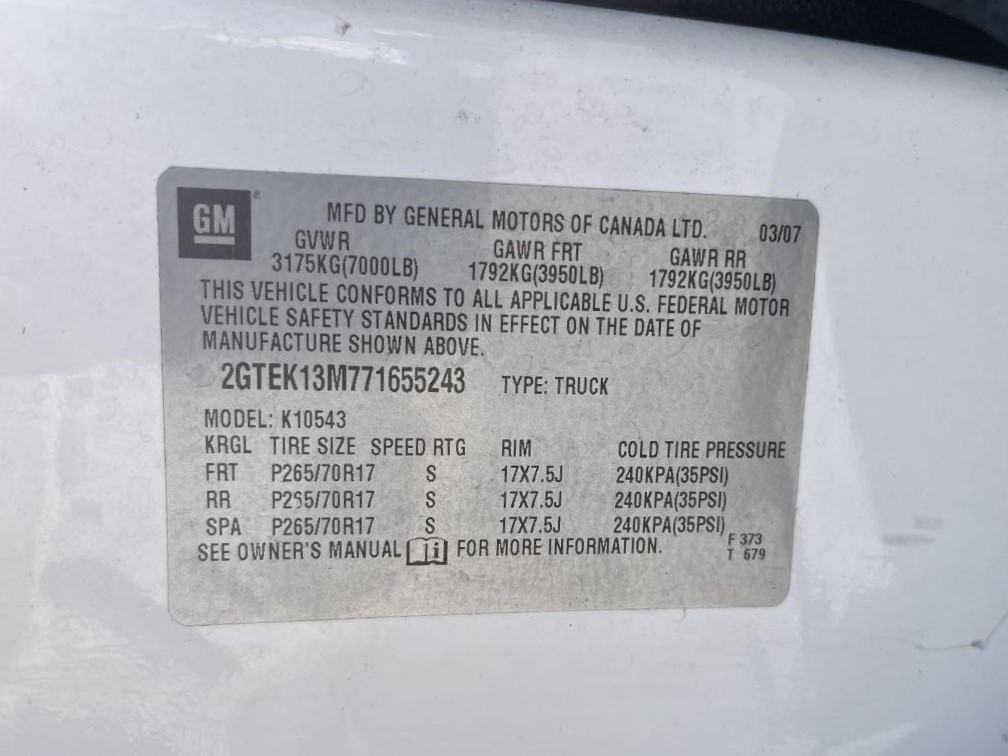 GM ®
MFD BY GENERAL MOTORS OF CANADA LTD. 03/07
GVWR GAWR FRT GAWR RR
3175KG(7000LB) 1792KG(3950LB) 1792KG(3950LB)
THIS VEHICLE CONFORMS TO ALL APPLICABLE U.S. FEDERAL MOTOR
VEHICLE SAFETY STANDARDS IN EFFECT ON THE DATE OF
MANUFACTURE SHOWN ABOVE.
2GTEK13M771655243 TYPE: TRUCK
MODEL: K10543
KRGL TIRE SIZE SPEED RTG RIM COLD TIRE PRESSURE
FRT P265/70R17 S 17X7.5J 240KPA(35PSI)
RR P265/70R17 S 17X7.5J 240KPA(35PSI)
SPA P265/70R17 S 17X7.5J 240KPA(35PSI)
SEE OWNER'S MANUAL i FOR MORE INFORMATION.
F 373
T 679